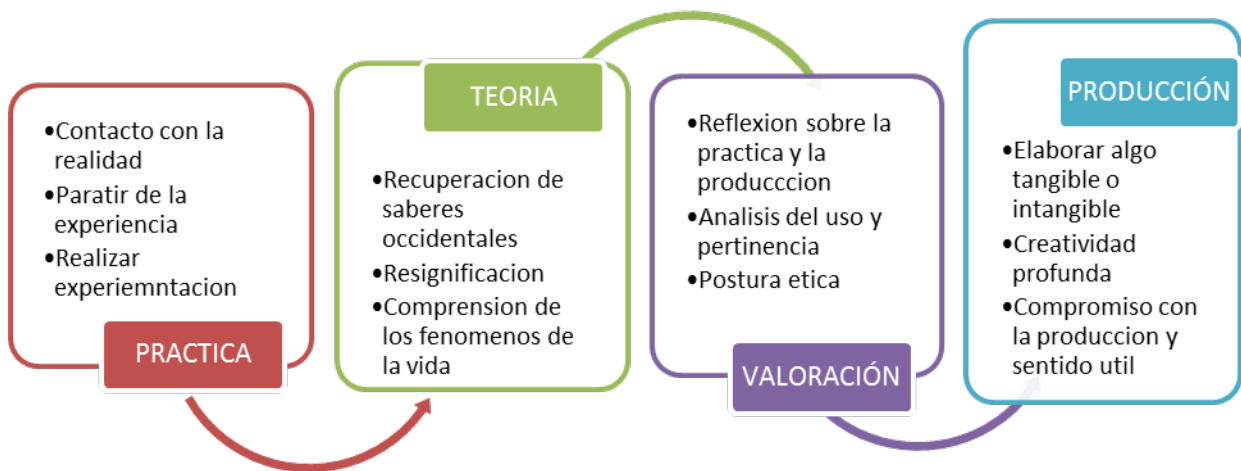 •Contacto con la
realidad
•Paratir de la
experiencia
•Realizar
experiemntacion
PRACTICA
TEORIA
•Recuperacion de
saberes
occidentales
•Resignificacion
•Comprension de
los fenomenos de
la vida
•Reflexion sobre la
practica y la
producccion
•Analisis del uso y
pertinencia
•Postura etica
VALORACIÓN
PRODUCCIÓN
•Elaborar algo
tangible o
intangible
•Creatividad
profunda
•Compromiso con
la produccion y
sentido util